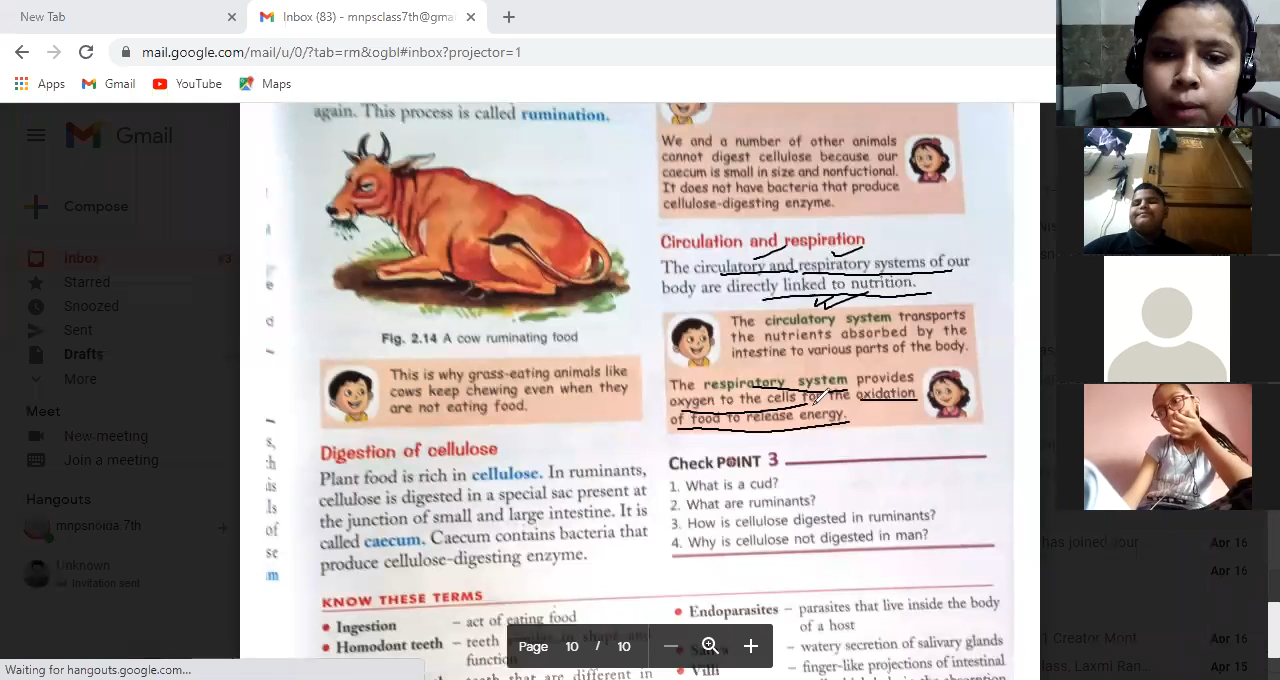 New Tab
Inbox (83) - mnpsclass7th@gma
mail.google.com/mail/u/0/?tab=rm&ogbl#inbox?projector=1
Apps
Gmail
YouTube
Maps
Gmail
Compose
Inbox
#3
Starred
Snoozed
Sent
Drafts
More
Meet
New-meeting
Join a meeting
Hangouts
mnpsnoida.7th
Unknown
Invitation sent
Waiting for hangouts.google.com...
again. This process is called rumination.
Fig. 2.14 A cow ruminating food
This is why grass-eating animals like
cows keep chewing even when they
are not eating food.
Digestion of cellulose
Plant food is rich in cellulose. In ruminants,
cellulose is digested in a special sac present at
the junction of small and large intestine. It is
called caecum. Caecum contains bacteria that
produce cellulose-digesting enzyme.
We and a number of other animals
cannot digest cellulose because our
caecum is small in size and nonfuctional.
It does not have bacteria that produce
cellulose-digesting enzyme.
Circulation and respiration
The circulatory and respiratory systems of our
body are directly linked to nutrition.
The circulatory system transports
the nutrients absorbed by the
intestine to various parts of the body.
The respiratory system provides
oxygen to the cells for the oxidation
of food to release energy.
Check POINT 3
1. What is a cud?
2. What are ruminants?
3. How is cellulose digested in ruminants?
4. Why is cellulose not digested in man?
KNOW THESE TERMS
Ingestion – act of eating food
Homodont teeth – teeth
Endoparasites – parasites that live inside the body
of a host
– watery secretion of salivary glands
Villi – finger-like projections of intestinal
Page 10 / 10
has joined your
Apr 16
Apr 16
Creator Mont
Apr 16
class, Laxmi Ran...
Apr 15